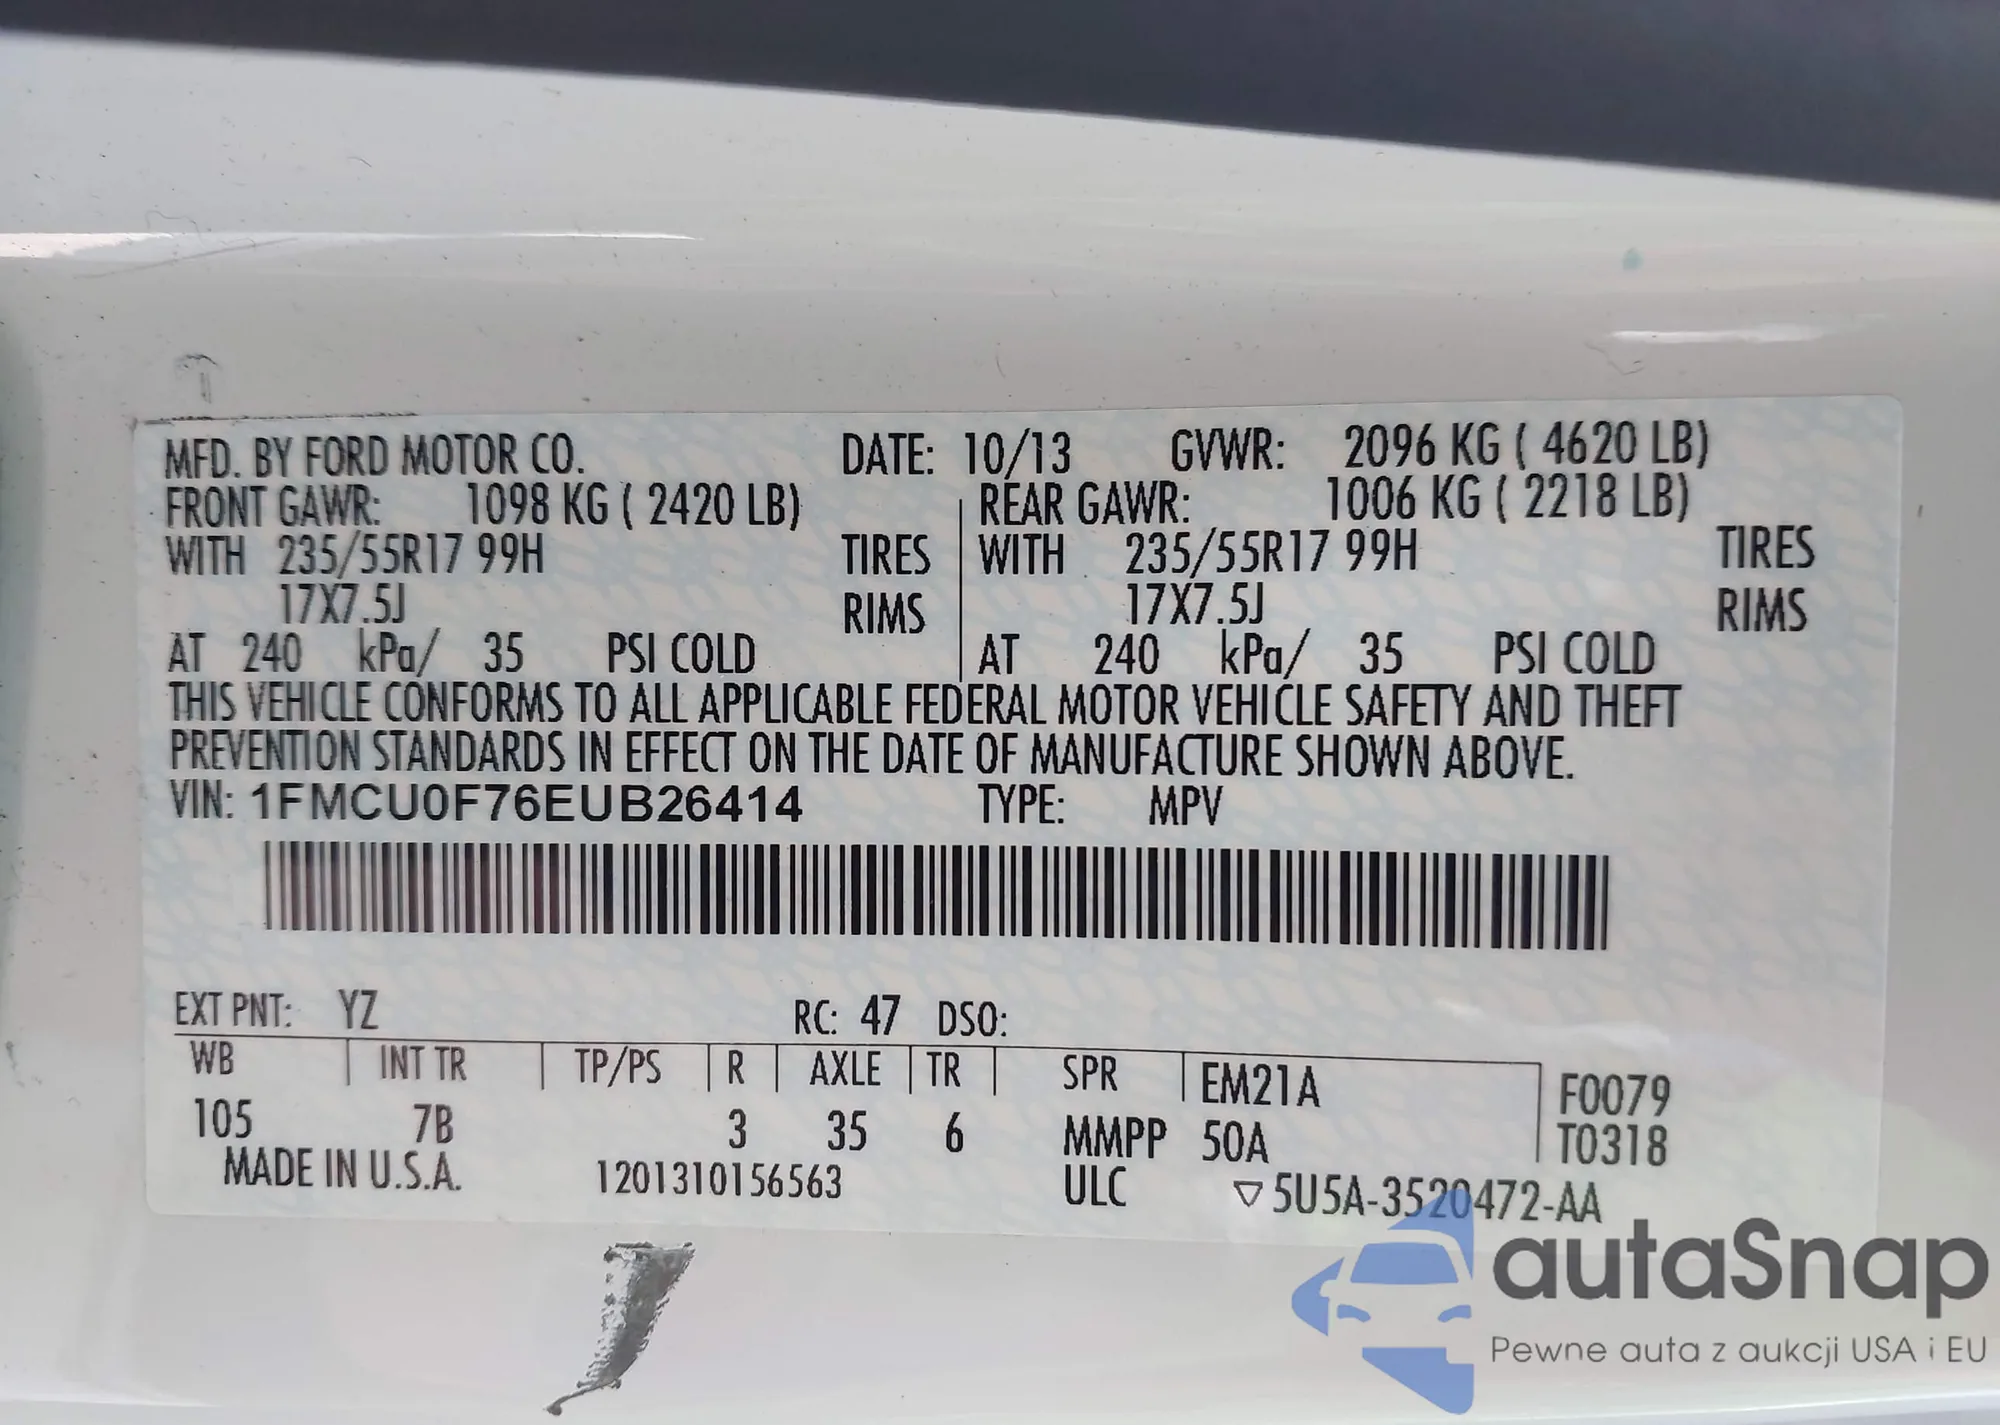 MFD. BY FORD MOTOR CO. DATE: 10/13 GVWR: 2096 KG ( 4620 LB)
FRONT GAWR: 1098 KG ( 2420 LB) REAR GAWR: 1006 KG ( 2218 LB)
WITH 235/55R17 99H TIRES WITH 235/55R17 99H TIRES
17X7.5J RIMS 17X7.5J RIMS
AT 240 kPa/ 35 PSI COLD AT 240 kPa/ 35 PSI COLD
THIS VEHICLE CONFORMS TO ALL APPLICABLE FEDERAL MOTOR VEHICLE SAFETY AND THEFT
PREVENTION STANDARDS IN EFFECT ON THE DATE OF MANUFACTURE SHOWN ABOVE.
VIN: 1FMCU0F76EUB26414 TYPE: MPV
EXT PNT: YZ RC: 47 DSO:
WB INT TR TP/PS R AXLE TR SPR EM21A F0079
105 7B 3 35 6 MMPP 50A T0318
MADE IN U.S.A. 1201310156563 ULC ▽5U5A-3520472-AA
autaSnap
Pewne auta z aukcji USA i EU